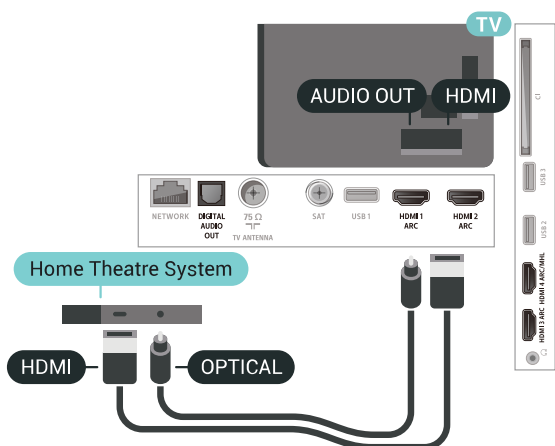 TV
AUDIO OUT
HDMI
NETWORK
DIGITAL
AUDIO
OUT
75 Ω
TV ANTENNA
SAT
USB 1
HDMI 1
ARC
HDMI 2
ARC
CI
USB 3
USB 2
HDMI 4 ARC/MHL
HDMI 3 ARC
Home Theatre System
HDMI
OPTICAL